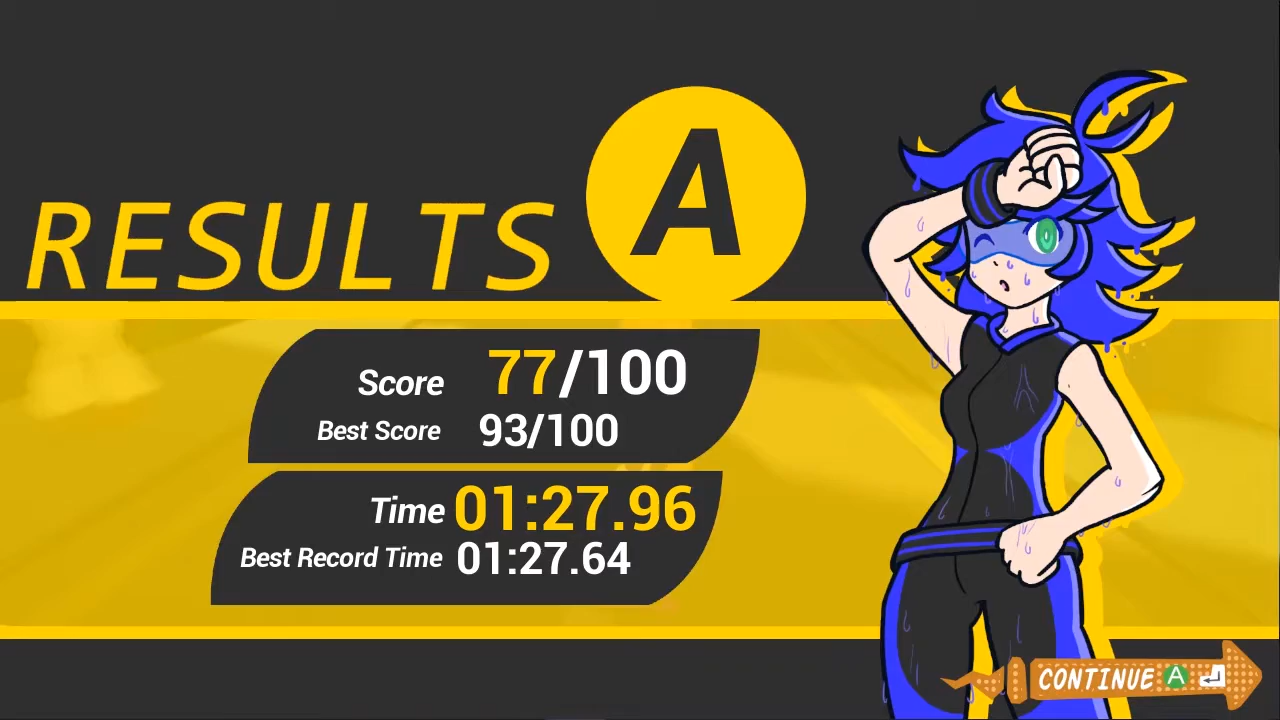 RESULTS A
Score 77/100
Best Score 93/100
Time 01:27.96
Best Record Time 01:27.64
CONTINUE A